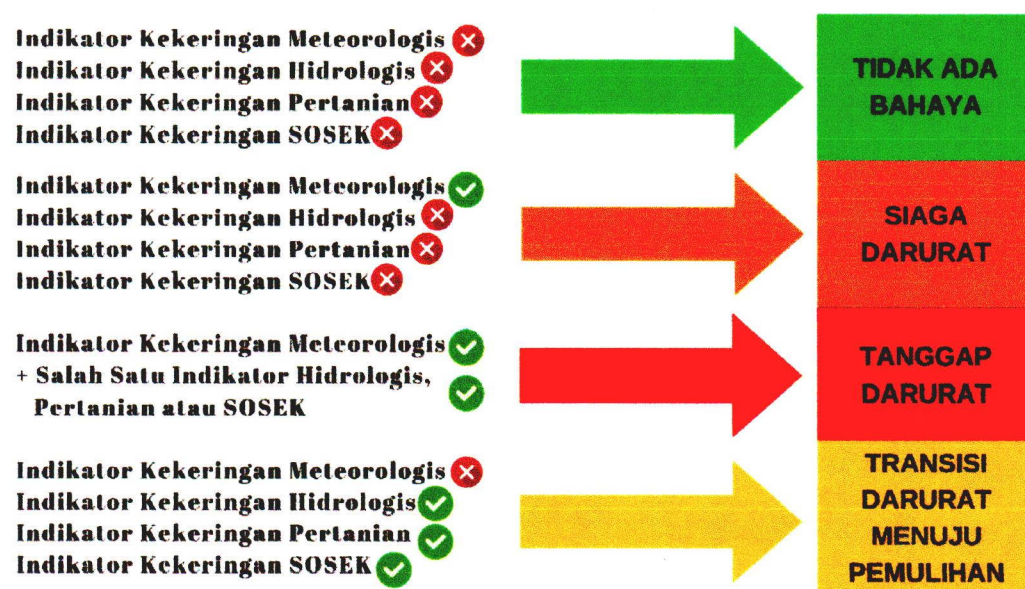 Indikator Kekeringan Meteorologis
Indikator Kekeringan Hidrologis
Indikator Kekeringan Pertanian
Indikator Kekeringan SOSEK
TIDAK ADA
BAHAYA
Indikator Kekeringan Meteorologis
Indikator Kekeringan Hidrologis
Indikator Kekeringan Pertanian
Indikator Kekeringan SOSEK
SIAGA
DARURAT
Indikator Kekeringan Meteorologis
+ Salah Satu Indikator Hidrologis,
Pertanian atau SOSEK
TANGGAP
DARURAT
Indikator Kekeringan Meteorologis
Indikator Kekeringan Hidrologis
Indikator Kekeringan Pertanian
Indikator Kekeringan SOSEK
TRANSISI
DARURAT
MENUJU
PEMULIHAN